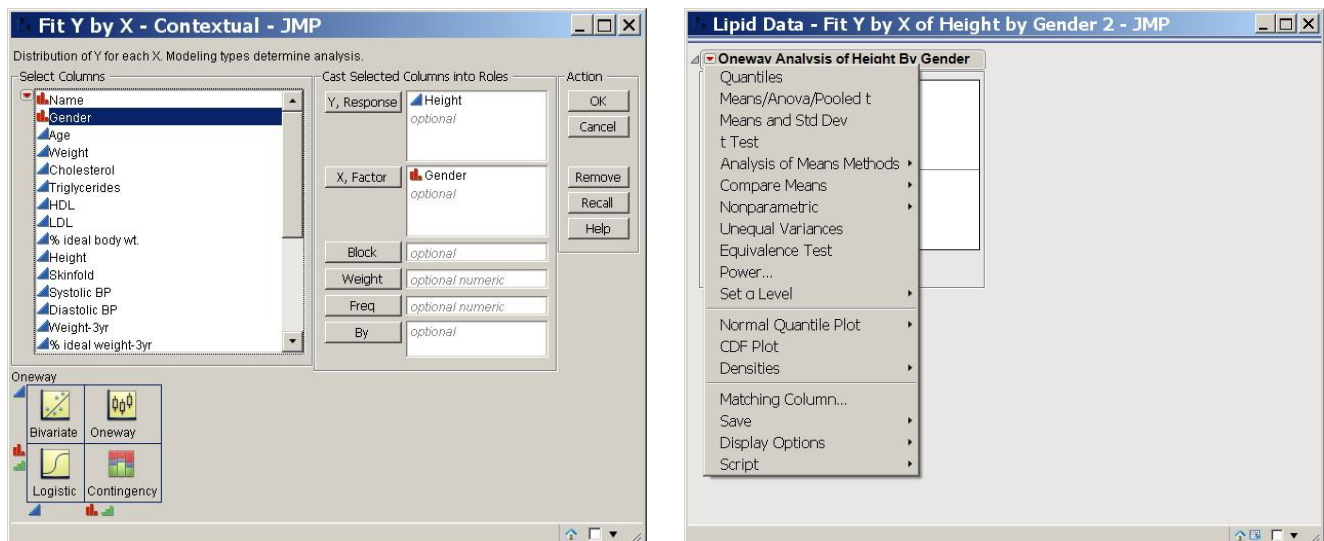 Fit Y by X - Contextual - JMP
Distribution of Y for each X. Modeling types determine analysis.
Select Columns
Name
Gender
Age
Weight
Cholesterol
Triglycerides
HDL
LDL
% ideal body wt.
Height
Skinfold
Systolic BP
Diastolic BP
Weight-3yr
% ideal weight-3yr
Cast Selected Columns into Roles
Y, Response
Height
optional
X, Factor
Gender
optional
Block
optional
Weight
optional numeric
Freq
optional numeric
By
optional
Action
OK
Cancel
Remove
Recall
Help
Oneway
Bivariate
Oneway
Logistic
Contingency
Lipid Data - Fit Y by X of Height by Gender 2 - JMP
Oneway Analysis of Height By Gender
Quantiles
Means/Anova/Pooled t
Means and Std Dev
t Test
Analysis of Means Methods
Compare Means
Nonparametric
Unequal Variances
Equivalence Test
Power...
Set α Level
Normal Quantile Plot
CDF Plot
Densities
Matching Column...
Save
Display Options
Script